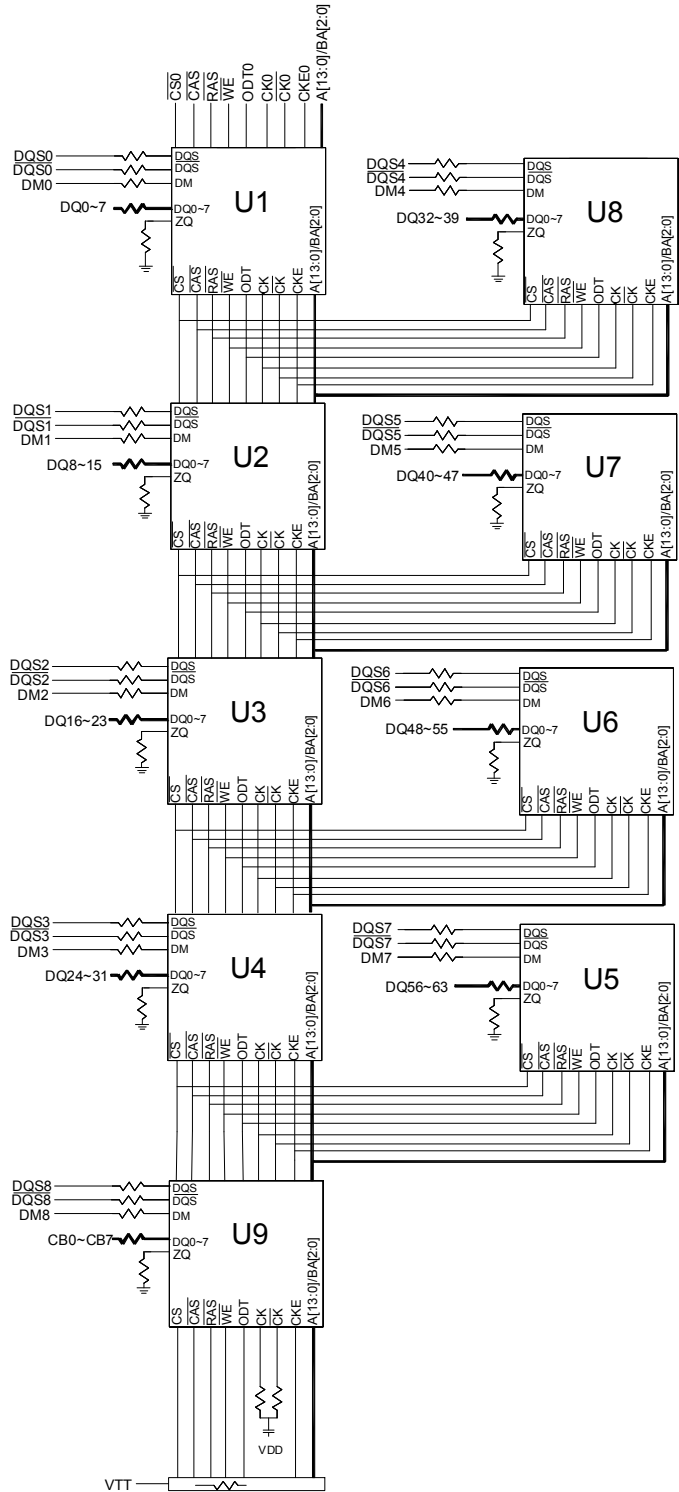 CS0 CAS RAS WE ODT0 CK0 CK0 CKE0 A[13:0]/BA[2:0]
DQS0
DQS0
DM0
DQ0~7
DQS
DQS
DM
DQ0~7
ZQ
U1
CS CAS RAS WE ODT CK CK CKE A[13:0]/BA[2:0]
DQS4
DQS4
DM4
DQ32~39
DQS
DQS
DM
DQ0~7
ZQ
U8
CS CAS RAS WE ODT CK CK CKE A[13:0]/BA[2:0]
DQS1
DQS1
DM1
DQ8~15
DQS
DQS
DM
DQ0~7
ZQ
U2
CS CAS RAS WE ODT CK CK CKE A[13:0]/BA[2:0]
DQS5
DQS5
DM5
DQ40~47
DQS
DQS
DM
DQ0~7
ZQ
U7
CS CAS RAS WE ODT CK CK CKE A[13:0]/BA[2:0]
DQS2
DQS2
DM2
DQ16~23
DQS
DQS
DM
DQ0~7
ZQ
U3
CS CAS RAS WE ODT CK CK CKE A[13:0]/BA[2:0]
DQS6
DQS6
DM6
DQ48~55
DQS
DQS
DM
DQ0~7
ZQ
U6
CS CAS RAS WE ODT CK CK CKE A[13:0]/BA[2:0]
DQS3
DQS3
DM3
DQ24~31
DQS
DQS
DM
DQ0~7
ZQ
U4
CS CAS RAS WE ODT CK CK CKE A[13:0]/BA[2:0]
DQS7
DQS7
DM7
DQ56~63
DQS
DQS
DM
DQ0~7
ZQ
U5
CS CAS RAS WE ODT CK CK CKE A[13:0]/BA[2:0]
DQS8
DQS8
DM8
CB0~CB7
DQS
DQS
DM
DQ0~7
ZQ
U9
CS CAS RAS WE ODT CK CK CKE A[13:0]/BA[2:0]
VDD
VTT